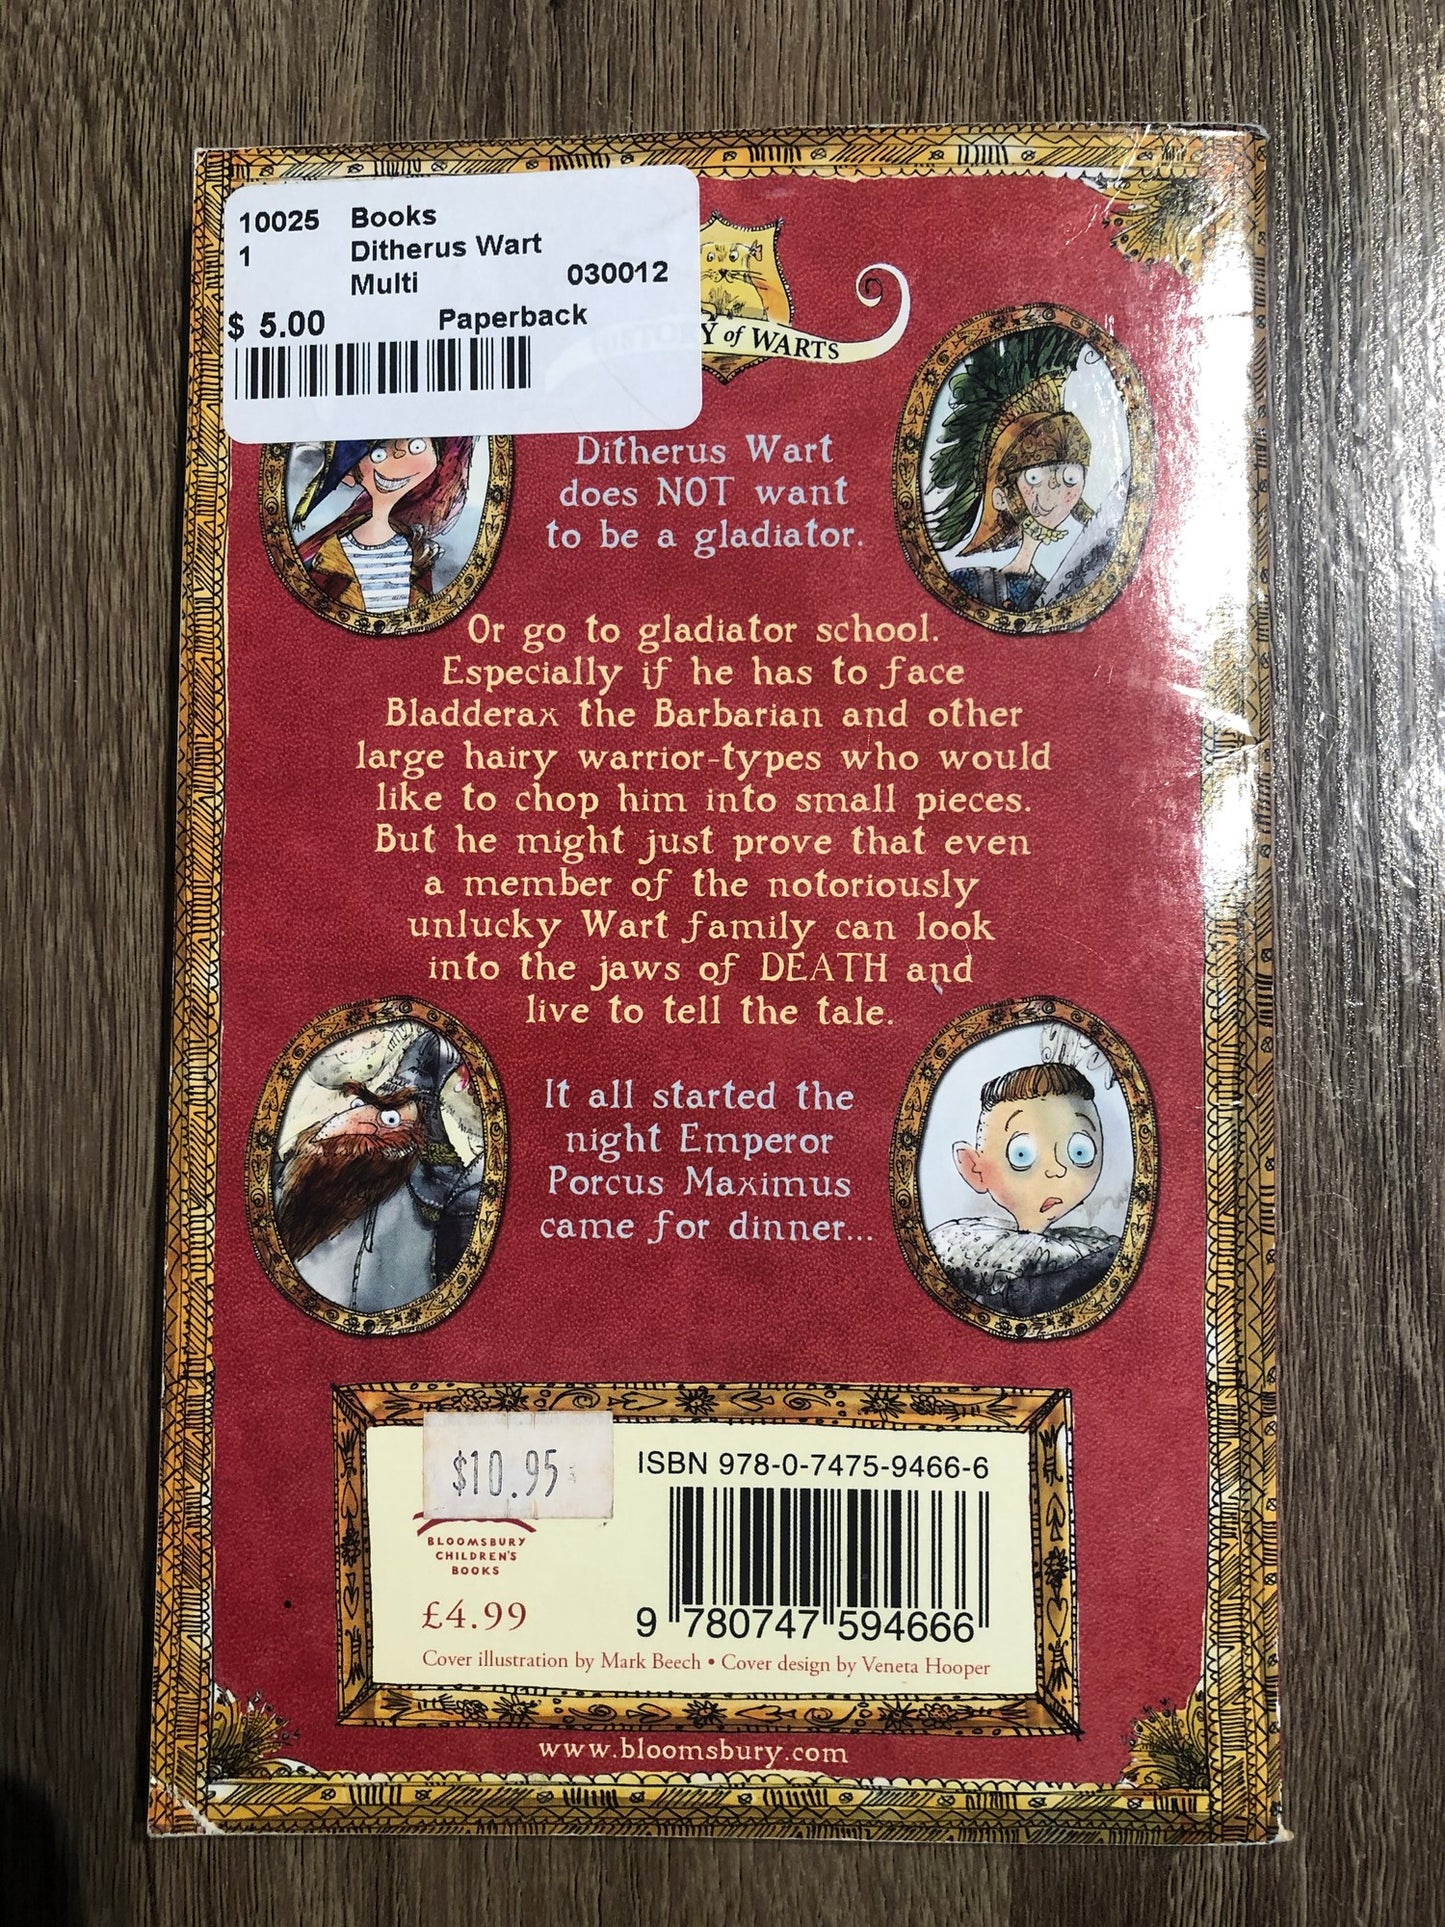 10025 Books
1 Ditherus Wart
Multi 030012
$ 5.00 Paperback
HISTORY of WARTS
Ditherus Wart
does NOT want
to be a gladiator.
Or go to gladiator school.
Especially if he has to face
Bladderax the Barbarian and other
large hairy warrior-types who would
like to chop him into small pieces.
But he might just prove that even
a member of the notoriously
unlucky Wart family can look
into the jaws of DEATH and
live to tell the tale.
It all started the
night Emperor
Porcus Maximus
came for dinner...
$10.95
ISBN 978-0-7475-9466-6
BLOOMSBURY
CHILDREN'S
BOOKS
£4.99
9 780747 594666
Cover illustration by Mark Beech • Cover design by Veneta Hooper
www.bloomsbury.com